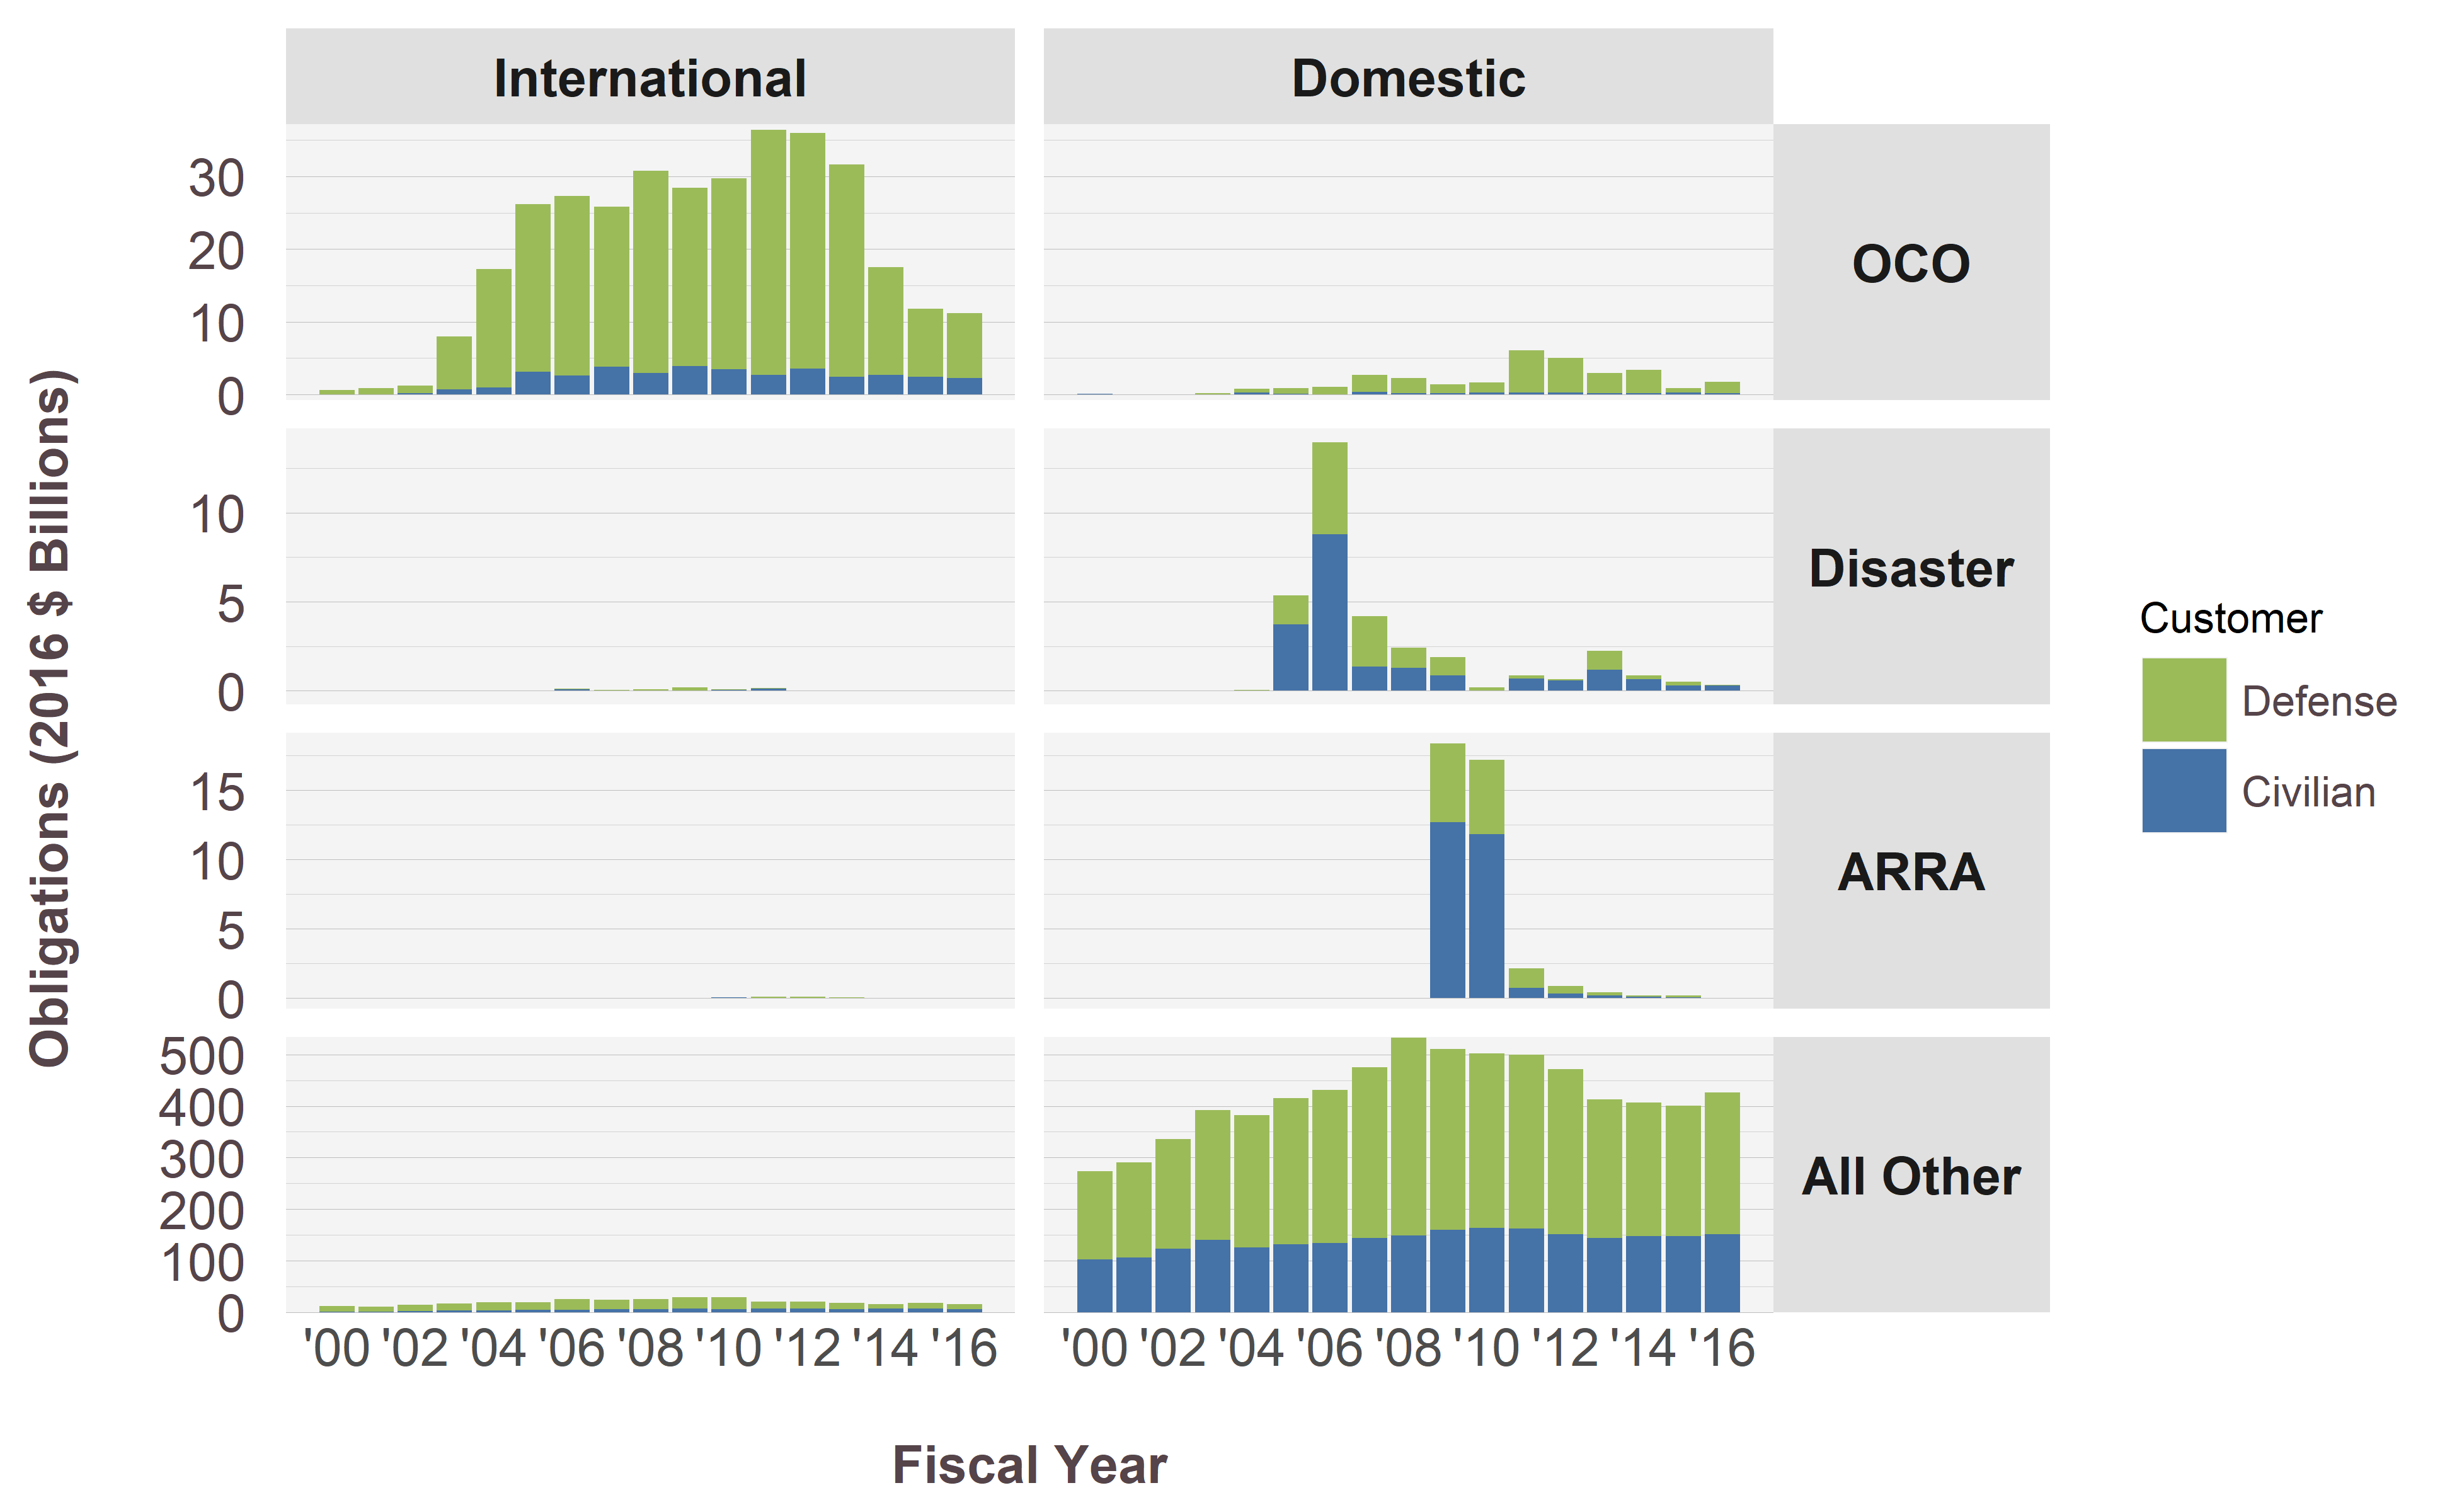 International
Domestic
30
20
10
0
OCO
10
5
0
Disaster
15
10
5
0
ARRA
500
400
300
200
100
0
All Other
'00 '02 '04 '06 '08 '10 '12 '14 '16
'00 '02 '04 '06 '08 '10 '12 '14 '16
Fiscal Year
Obligations (2016 $ Billions)
Customer
Defense
Civilian